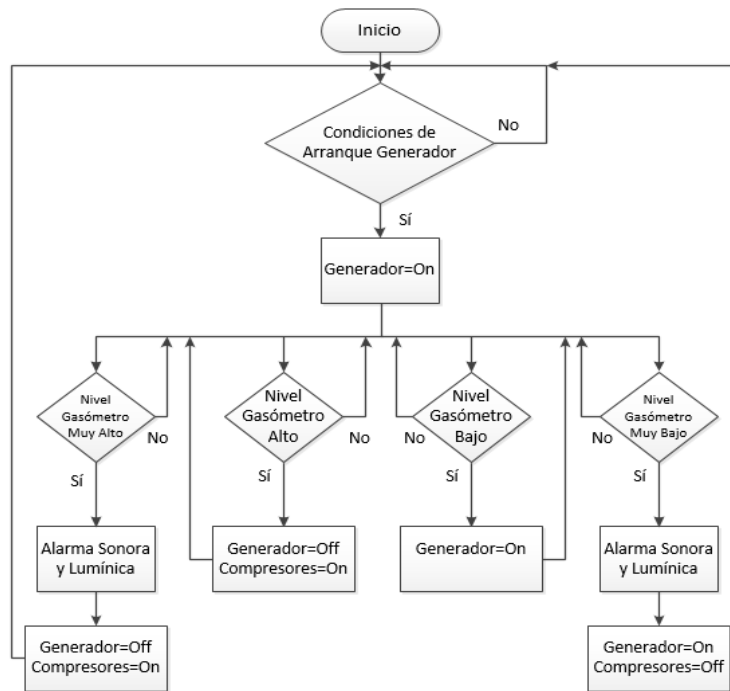 Inicio
Condiciones de
Arranque Generador
No
Sí
Generador=On
Nivel
Gasómetro
Muy Alto
No
Sí
Nivel
Gasómetro
Alto
No
Sí
Nivel
Gasómetro
Bajo
No
Sí
Nivel
Gasómetro
Muy Bajo
No
Sí
Alarma Sonora
y Lumínica
Generador=Off
Compresores=On
Generador=On
Alarma Sonora
y Lumínica
Generador=Off
Compresores=On
Generador=On
Compresores=Off